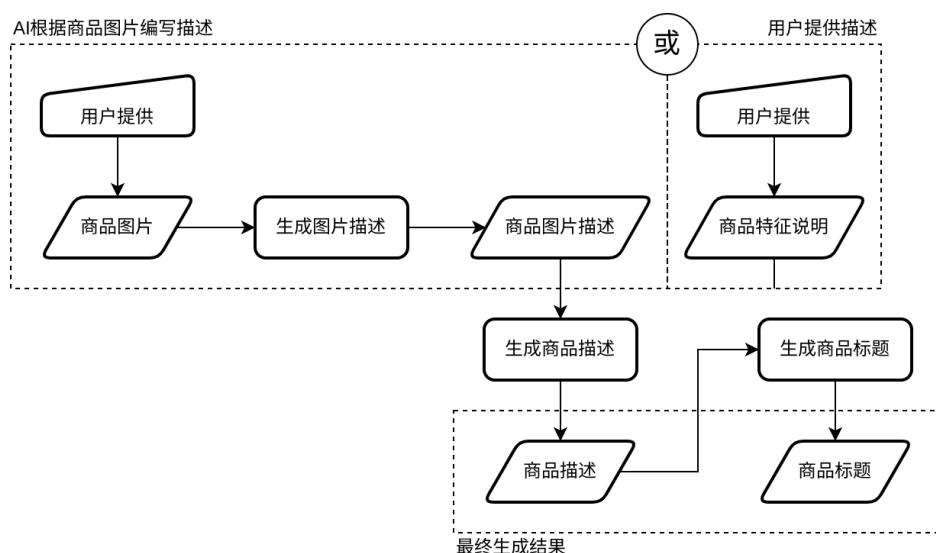 AI根据商品图片编写描述
或
用户提供描述
用户提供
用户提供
商品图片
生成图片描述
商品图片描述
商品特征说明
生成商品描述
生成商品标题
商品描述
商品标题
最终生成结果